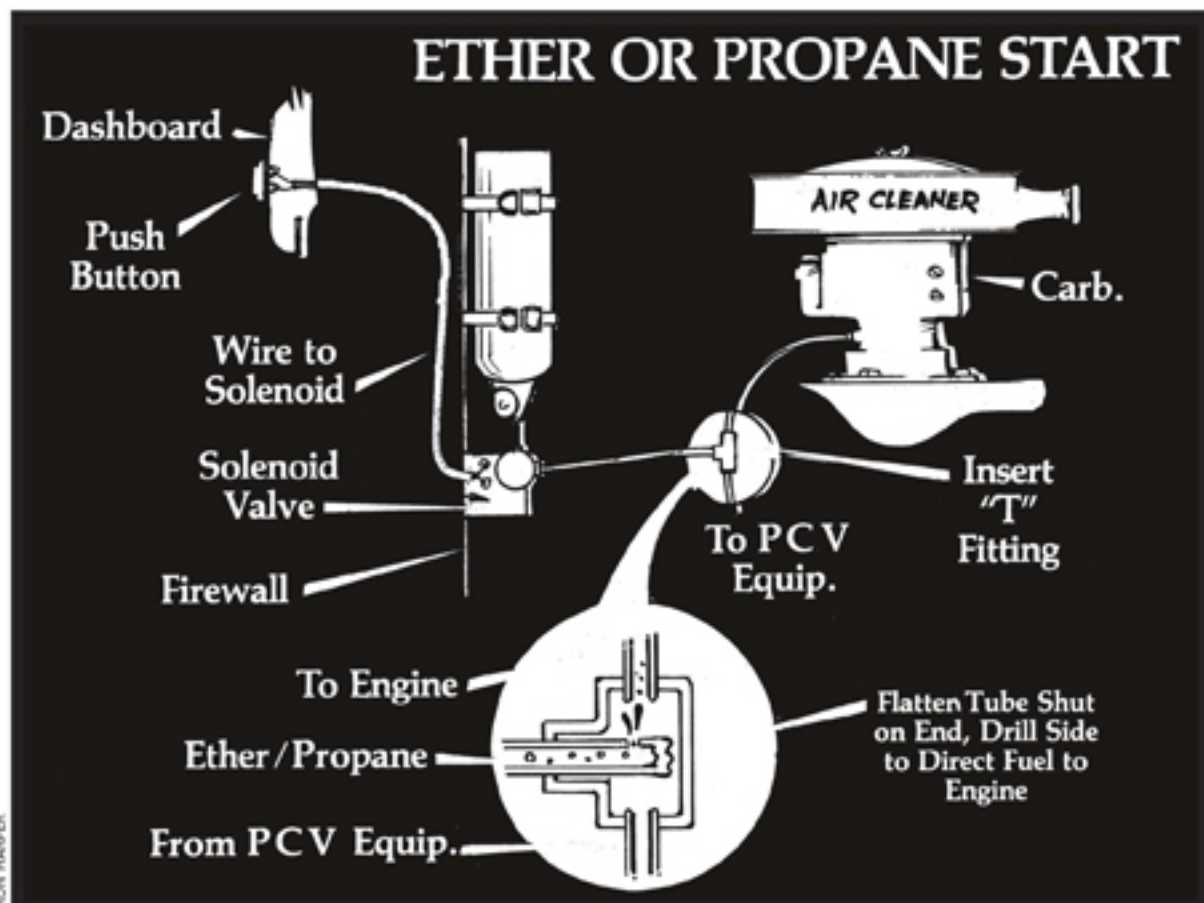 ETHER OR PROPANE START
Dashboard
Push
Button
AIR CLEANER
Carb.
Wire to
Solenoid
Solenoid
Valve
Insert
"T"
Fitting
To PCV
Equip.
Firewall
To Engine
Ether/Propane
From PCV Equip.
Flatten Tube Shut
on End, Drill Side
to Direct Fuel to
Engine
HARPER